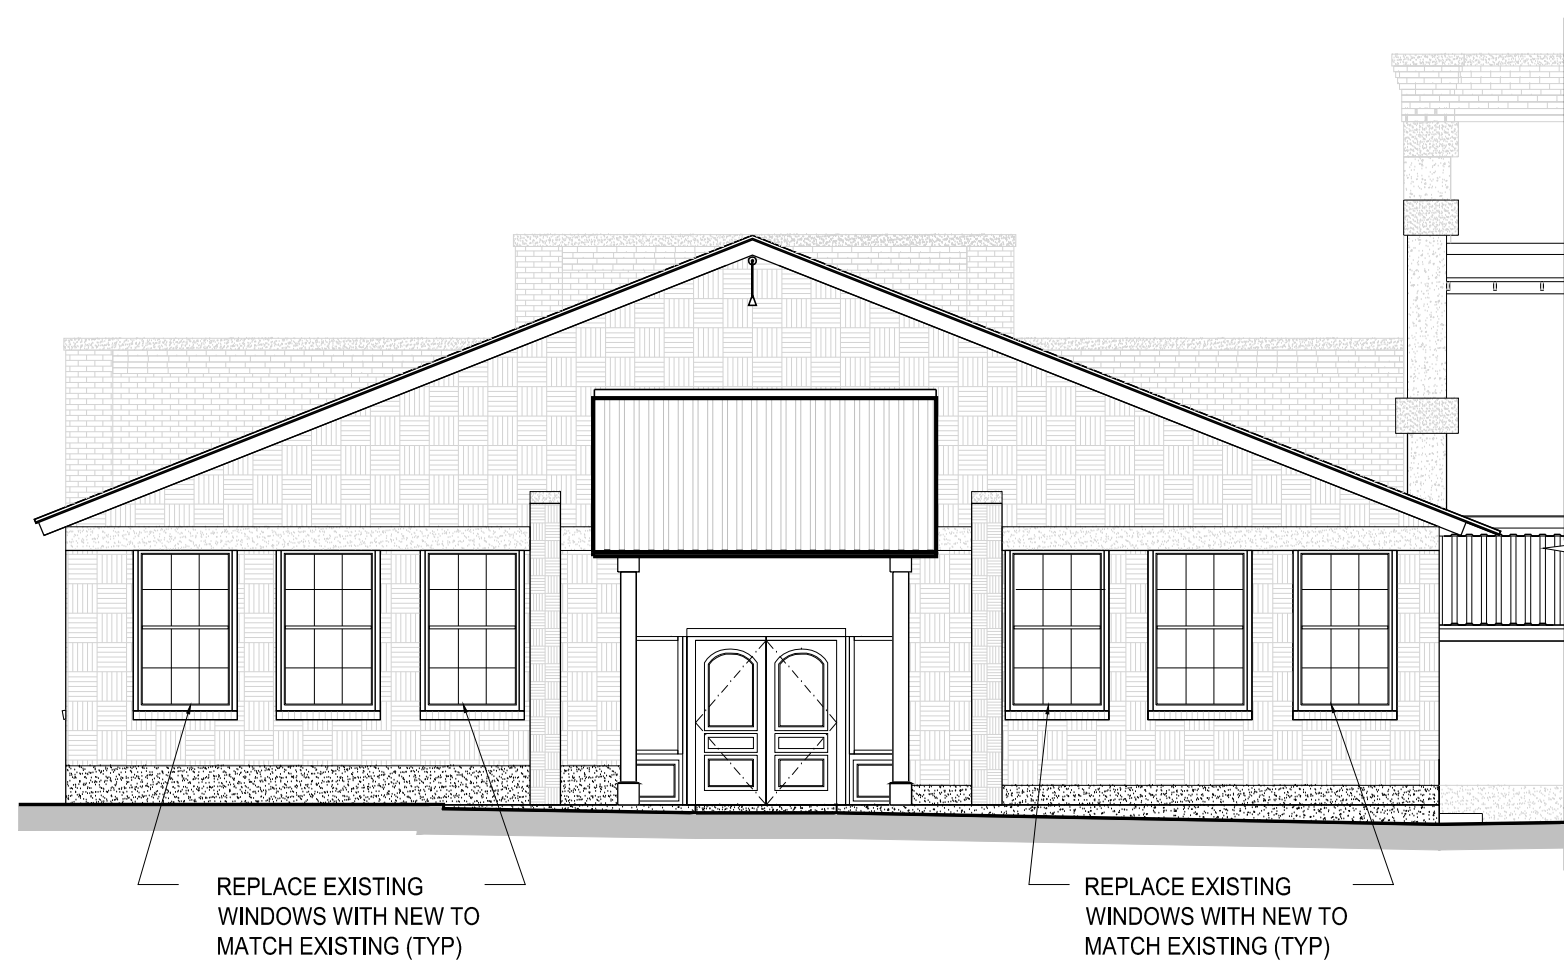 REPLACE EXISTING
WINDOWS WITH NEW TO
MATCH EXISTING (TYP)
REPLACE EXISTING
WINDOWS WITH NEW TO
MATCH EXISTING (TYP)